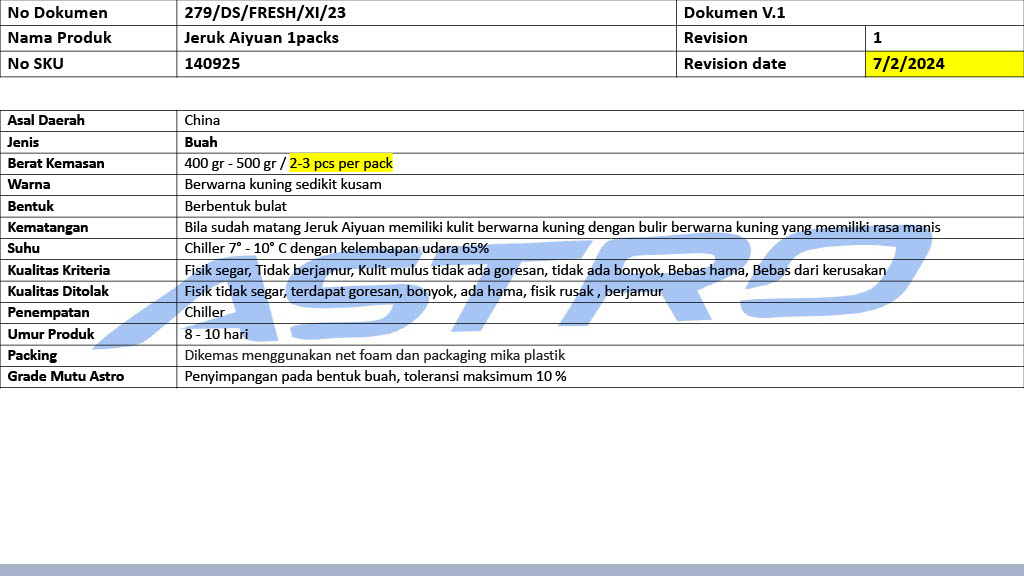 No Dokumen 279/DS/FRESH/XI/23 Dokumen V.1
Nama Produk Jeruk Aiyuan 1packs Revision 1
No SKU 140925 Revision date 7/2/2024
Asal Daerah China
Jenis Buah
Berat Kemasan 400 gr - 500 gr / 2-3 pcs per pack
Warna Berwarna kuning sedikit kusam
Bentuk Berbentuk bulat
Kematangan Bila sudah matang Jeruk Aiyuan memiliki kulit berwarna kuning dengan bulir berwarna kuning yang memiliki rasa manis
Suhu Chiller 7° - 10° C dengan kelembapan udara 65%
Kualitas Kriteria Fisik segar, Tidak berjamur, Kulit mulus tidak ada goresan, tidak ada bonyok, Bebas hama, Bebas dari kerusakan
Kualitas Ditolak Fisik tidak segar, terdapat goresan, bonyok, ada hama, fisik rusak , berjamur
Penempatan Chiller
Umur Produk 8 - 10 hari
Packing Dikemas menggunakan net foam dan packaging mika plastik
Grade Mutu Astro Penyimpangan pada bentuk buah, toleransi maksimum 10 %
ASTRO